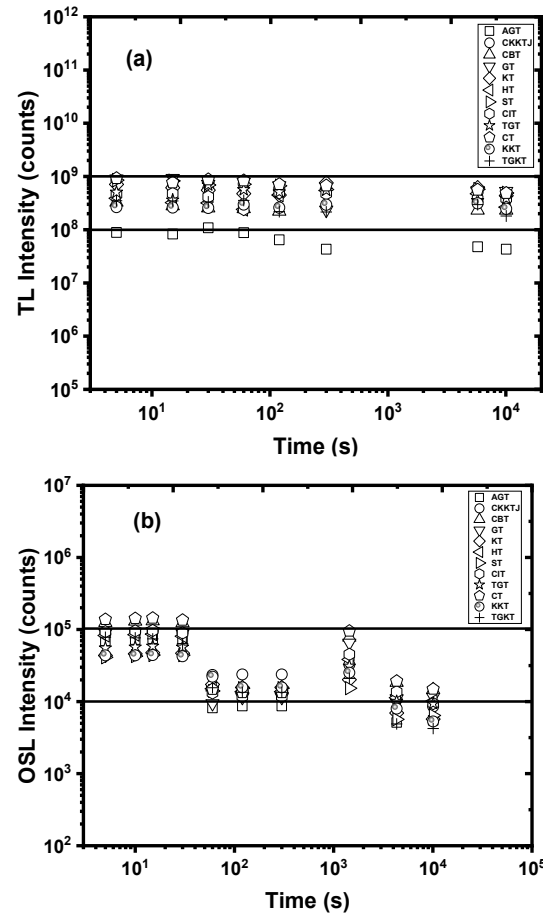 (a)
TL Intensity (counts)
10¹²
10¹¹
10¹⁰
10⁹
10⁸
10⁷
10⁶
10⁵
AGT
CKKTJ
CBT
GT
KT
HT
ST
CIT
TGT
CT
KKT
TGKT
10¹ 10² 10³ 10⁴
Time (s)
(b)
OSL Intensity (counts)
10⁷
10⁶
10⁵
10⁴
10³
10²
AGT
CKKTJ
CBT
GT
KT
HT
ST
CIT
TGT
CT
KKT
TGKT
10¹ 10² 10³ 10⁴ 10⁵
Time (s)